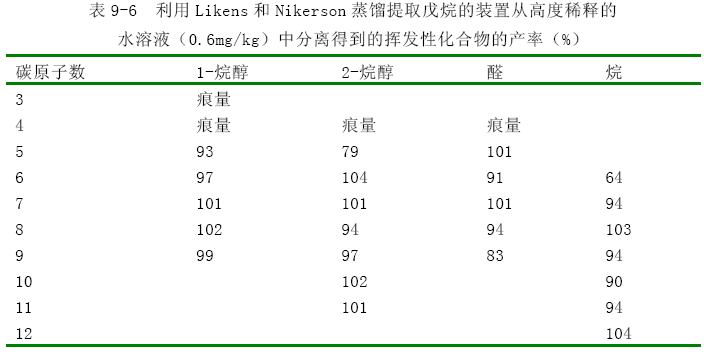 表 9-6 利用 Likens 和 Nikerson 蒸馏提取戊烷的装置从高度稀释的
水溶液（0.6mg/kg）中分离得到的挥发性化合物的产率（%）
碳原子数 1-烷醇 2-烷醇 醛 烷
3 痕量
4 痕量 痕量 痕量
5 93 79 101
6 97 104 91 64
7 101 101 101 94
8 102 94 94 103
9 99 97 83 94
10 102 90
11 101 94
12 104